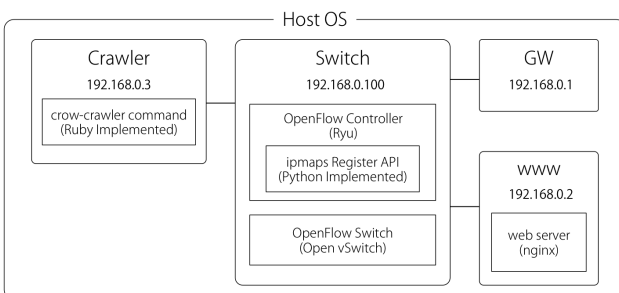 Host OS
Crawler
192.168.0.3
crow-crawler command
(Ruby Implemented)
Switch
192.168.0.100
OpenFlow Controller
(Ryu)
ipmaps Register API
(Python Implemented)
OpenFlow Switch
(Open vSwitch)
GW
192.168.0.1
www
192.168.0.2
web server
(nginx)